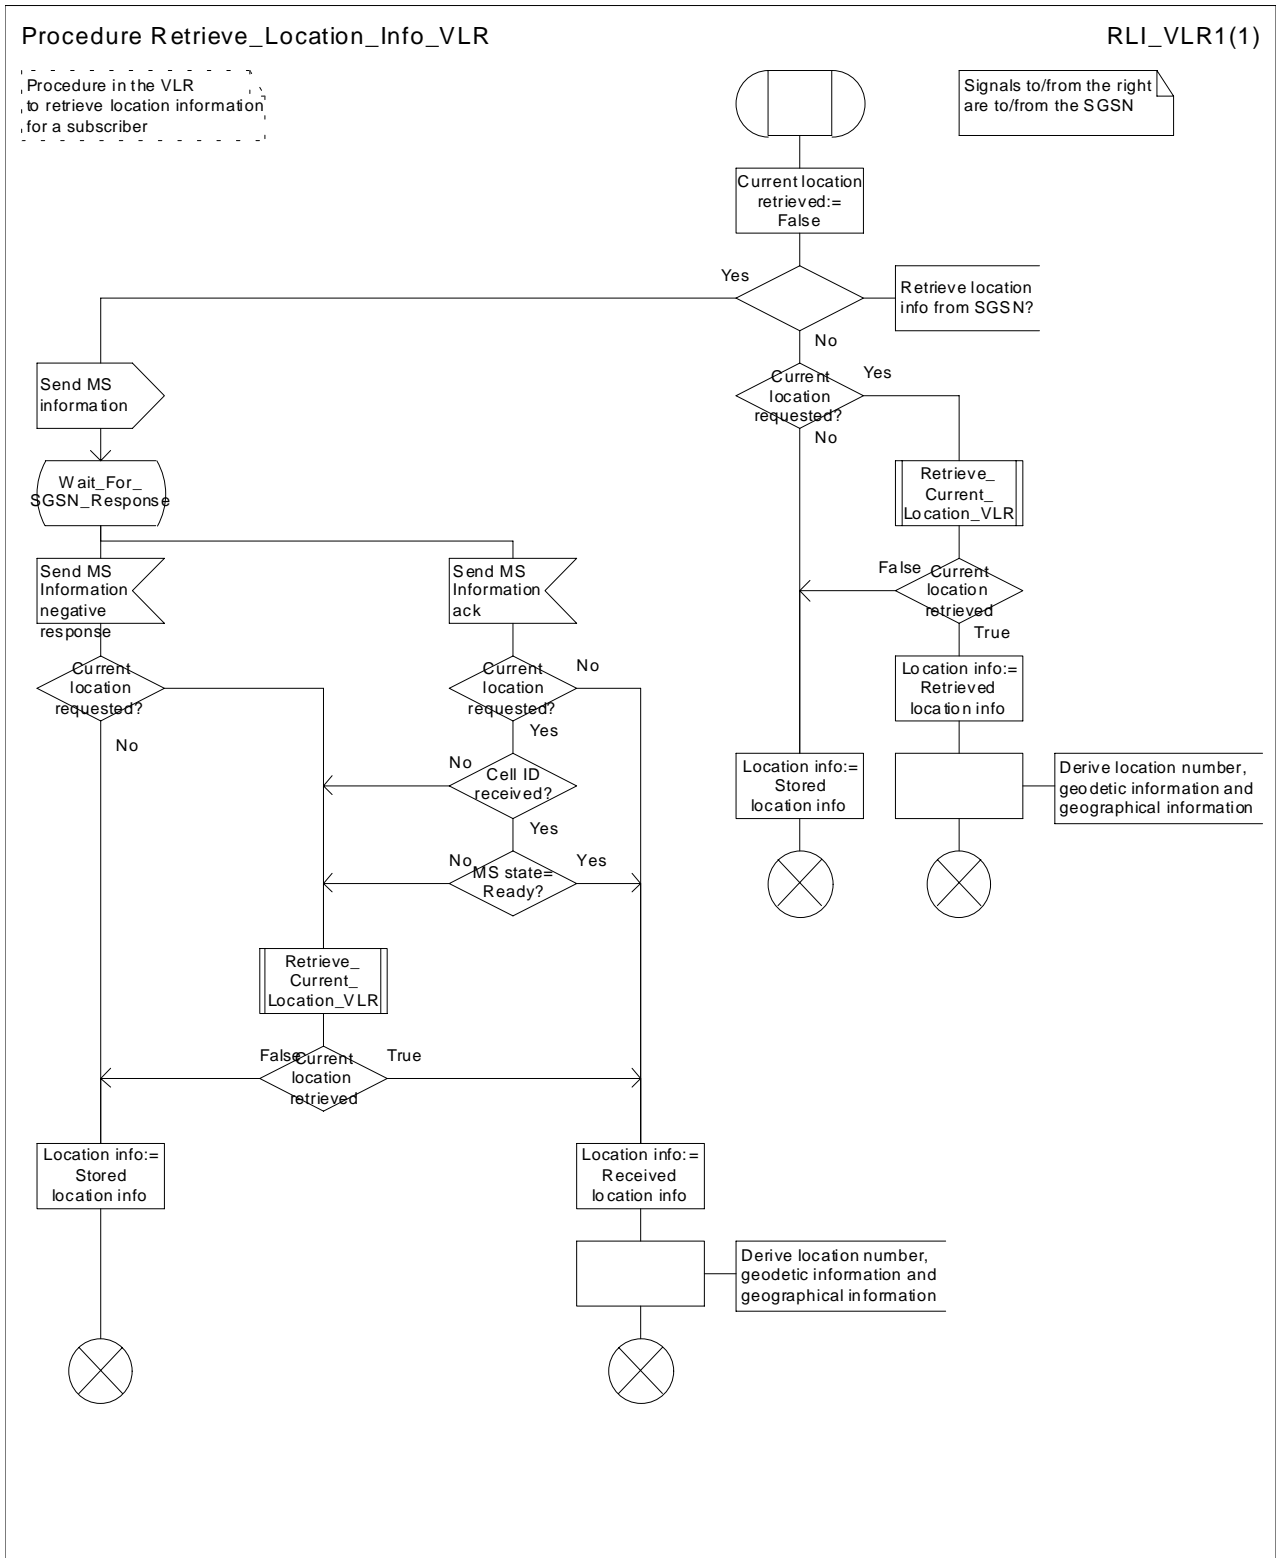 Procedure Retrieve_Location_Info_VLR
RLI_VLR1(1)
Procedure in the VLR
to retrieve location information
for a subscriber
Signals to/from the right
are to/from the SGSN
Current location
retrieved:=
False
Yes
Retrieve location
info from SGSN?
No
Send MS
information
Current
location
requested?
Yes
No
Wait_For_
SGSN_Response
Retrieve_
Current_
Location_VLR
Send MS
Information
negative
response
Send MS
Information
ack
False
Current
location
retrieved
True
Current
location
requested?
No
Current
location
requested?
No
Yes
Location info:=
Retrieved
location info
No
Cell ID
received?
Yes
Location info:=
Stored
location info
Derive location number,
geodetic information and
geographical information
No
MS state=
Ready?
Yes
Retrieve_
Current_
Location_VLR
False
Current
location
retrieved
True
Location info:=
Stored
location info
Location info:=
Received
location info
Derive location number,
geodetic information and
geographical information